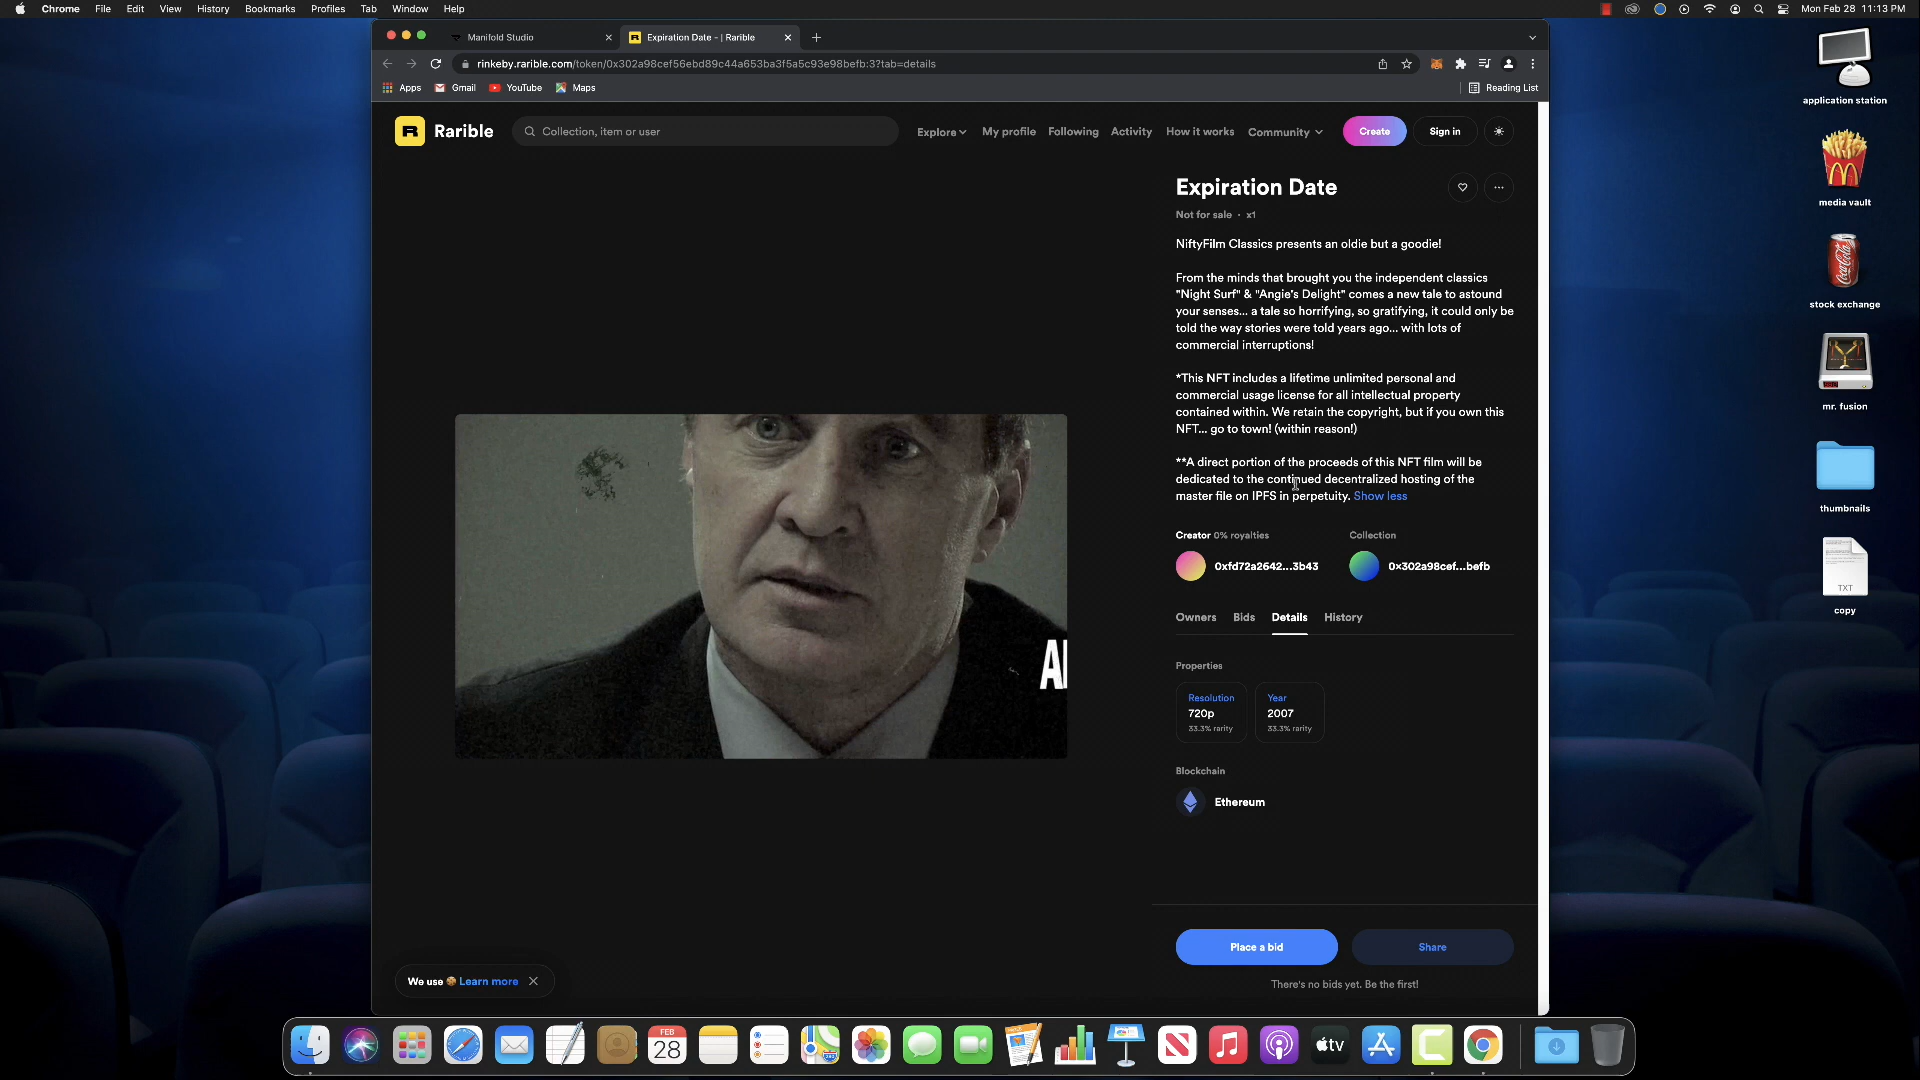 Chrome File Edit View History Bookmarks Profiles Tab Window Help
Mon Feb 28 11:13 PM
Manifold Studio
Expiration Date - | Rarible
rinkeby.rarible.com/token/0x302a98cef56ebd89c44a653ba3f5a5c93e98befb:3?tab=details
Apps Gmail YouTube Maps
Reading List
R Rarible
Collection, item or user
Explore My profile Following Activity How it works Community Create Sign in
Expiration Date
Not for sale · x1
NiftyFilm Classics presents an oldie but a goodie!
From the minds that brought you the independent classics
"Night Surf" & "Angie's Delight" comes a new tale to astound
your senses... a tale so horrifying, so gratifying, it could only be
told the way stories were told years ago... with lots of
commercial interruptions!
*This NFT includes a lifetime unlimited personal and
commercial usage license for all intellectual property
contained within. We retain the copyright, but if you own this
NFT... go to town! (within reason!)
**A direct portion of the proceeds of this NFT film will be
dedicated to the continued decentralized hosting of the
master file on IPFS in perpetuity. Show less
Creator 0% royalties
Collection
0xfd72a2642...3b43
0x302a98cef...befb
Owners Bids Details History
Properties
Resolution
720p
33.3% rarity
Year
2007
33.3% rarity
Blockchain
Ethereum
Place a bid
Share
There's no bids yet. Be the first!
We use 🍪 Learn more
application station
media vault
Coca-Cola
stock exchange
mr. fusion
thumbnails
TXT
copy
FEB
28
tv